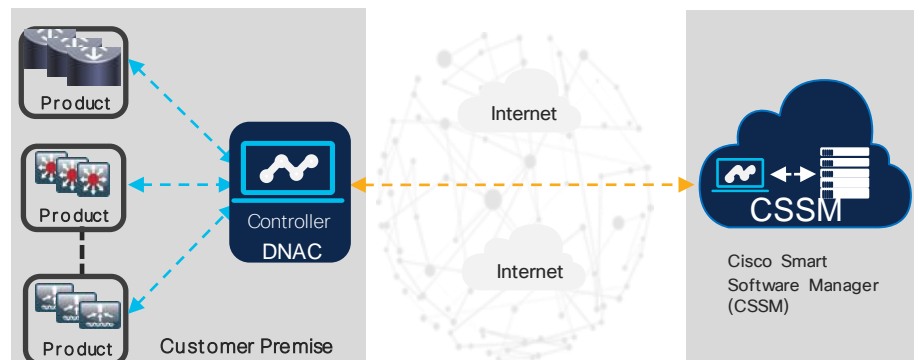 Product
Product
Product
Controller
DNAC
Customer Premise
Internet
Internet
CSSM
Cisco Smart
Software Manager
(CSSM)